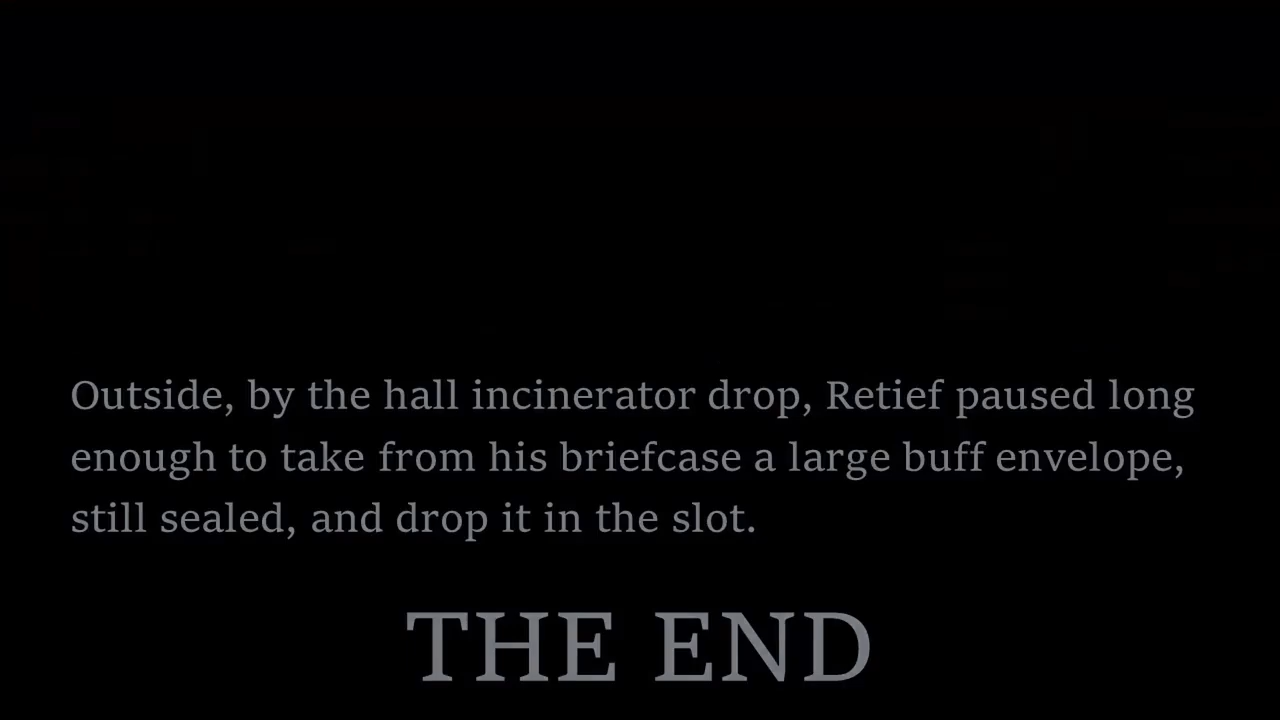 Outside, by the hall incinerator drop, Retief paused long
enough to take from his briefcase a large buff envelope,
still sealed, and drop it in the slot.
THE END